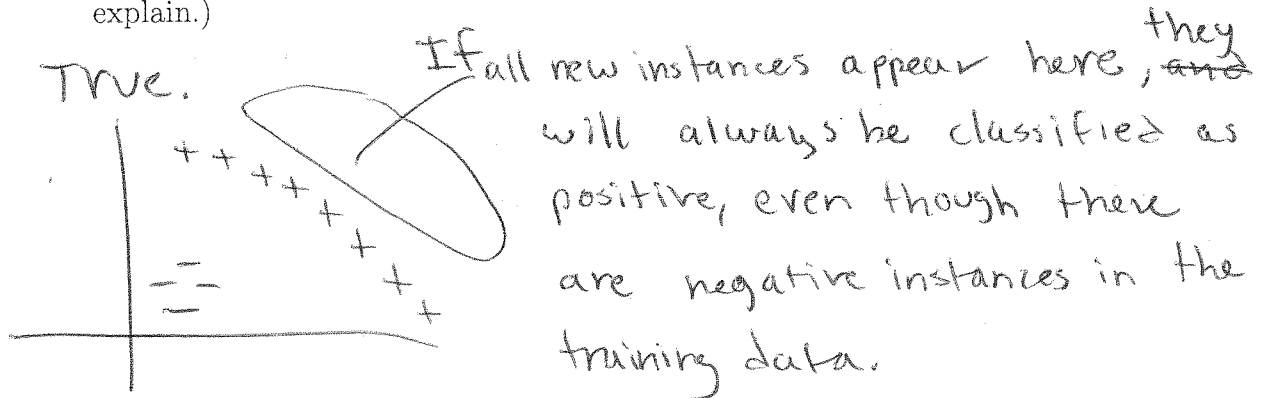 explain.)
True.
If all new instances appear here, they and
will always be classified as
positive, even though there
are negative instances in the
training data.